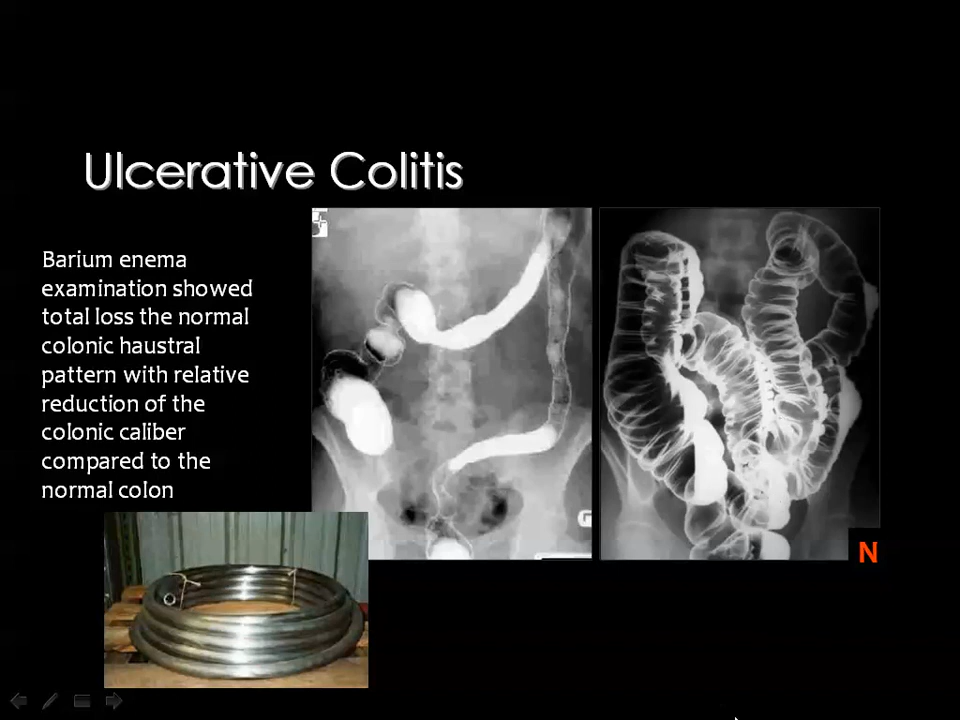 Ulcerative Colitis
Barium enema
examination showed
total loss the normal
colonic haustral
pattern with relative
reduction of the
colonic caliber
compared to the
normal colon
N